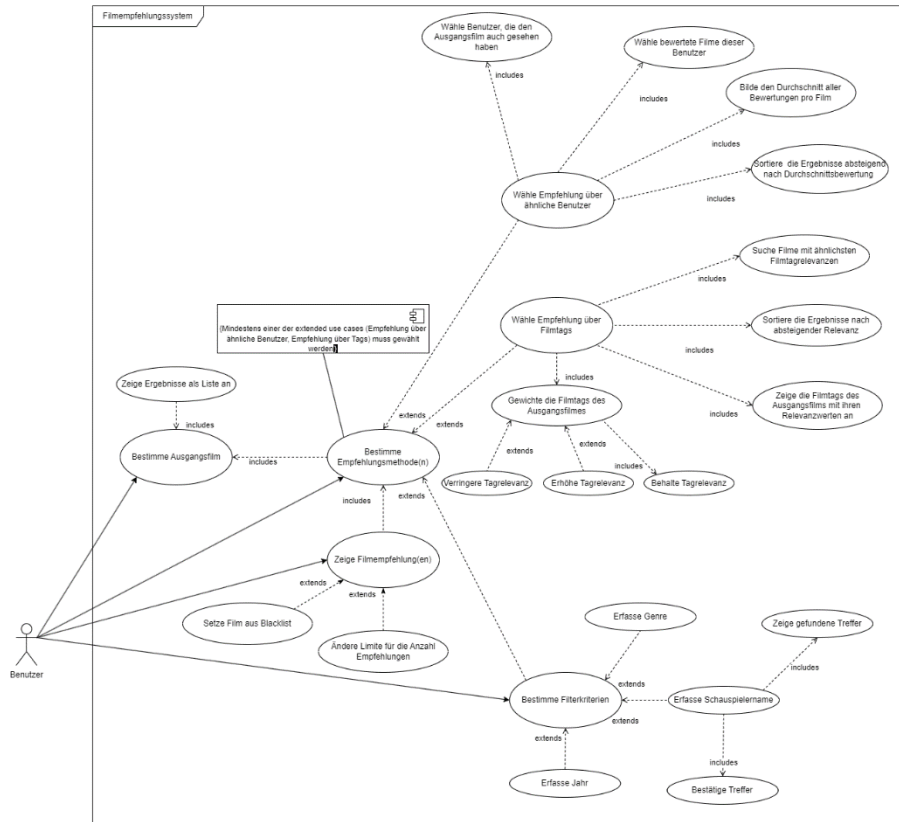 Filmempfehlungssystem
Wähle Benutzer, die den
Ausgangsfilm auch gesehen
haben
Wähle bewertete Filme dieser
Benutzer
includes
includes
Bilde den Durchschnitt aller
Bewertungen pro Film
includes
Sortiere die Ergebnisse absteigend
nach Durchschnittsbewertung
Wähle Empfehlung über
ähnliche Benutzer
includes
Suche Filme mit ähnlichsten
Filmtagrelevanzen
includes
(Mindestens einer der extended use cases (Empfehlung über
ähnliche Benutzer, Empfehlung über Tags) muss gewählt
werden)
Wähle Empfehlung über
Filmtags
Sortiere die Ergebnisse nach
absteigender Relevanz
includes
includes
Zeige Ergebnisse als Liste an
Gewichte die Filmtags des
Ausgangsfilmes
Zeige die Filmtags des
Ausgangsfilms mit ihren
Relevanzwerten an
includes
extends
extends
includes
Bestimme Ausgangsfilm
includes
Bestimme
Empfehlungsmethode(n)
extends
extends
includes
Verringere Tagrelevanz
Erhöhe Tagrelevanz
Behalte Tagrelevanz
includes
extends
Zeige Filmempfehlung(en)
extends
extends
Setze Film aus Blacklist
Ändere Limite für die Anzahl
Empfehlungen
Erfasse Genre
Zeige gefundene Treffer
includes
extends
Benutzer
Bestimme Filterkriterien
Erfasse Schauspielername
extends
extends
includes
Erfasse Jahr
Bestätige Treffer